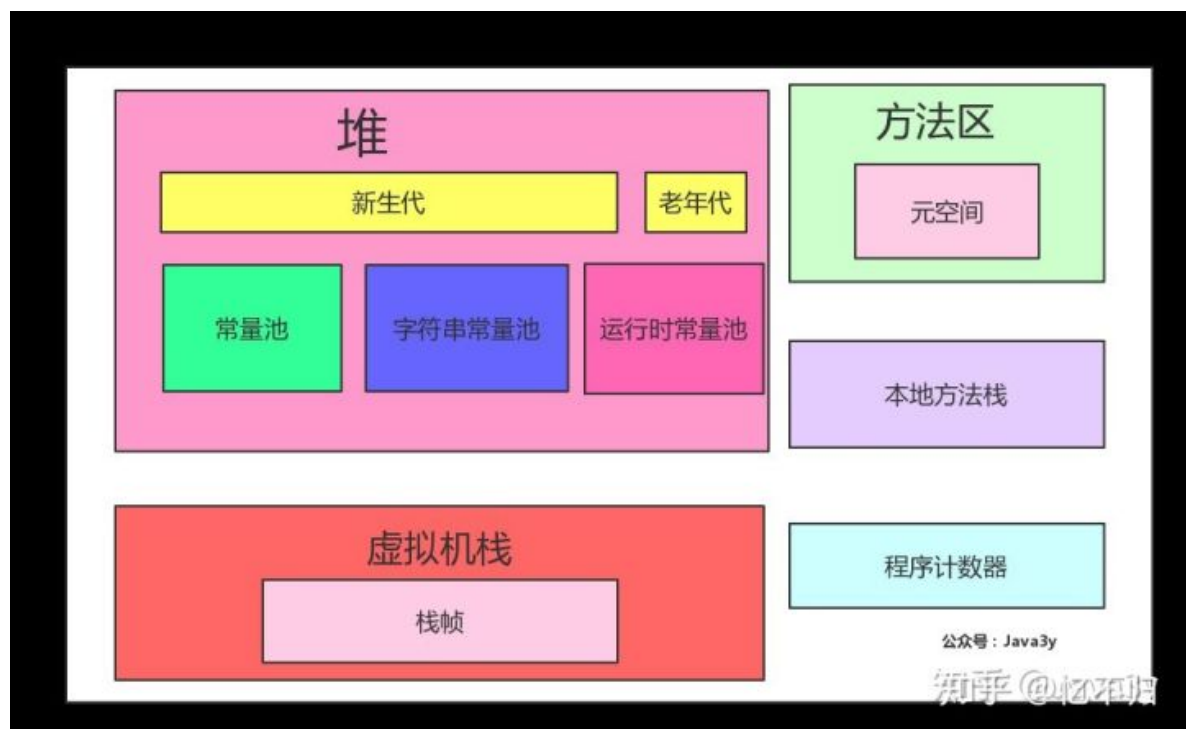 堆
新生代
老年代
常量池
字符串常量池
运行时常量池
方法区
元空间
本地方法栈
虚拟机栈
栈帧
程序计数器
公众号：Java3y
知乎